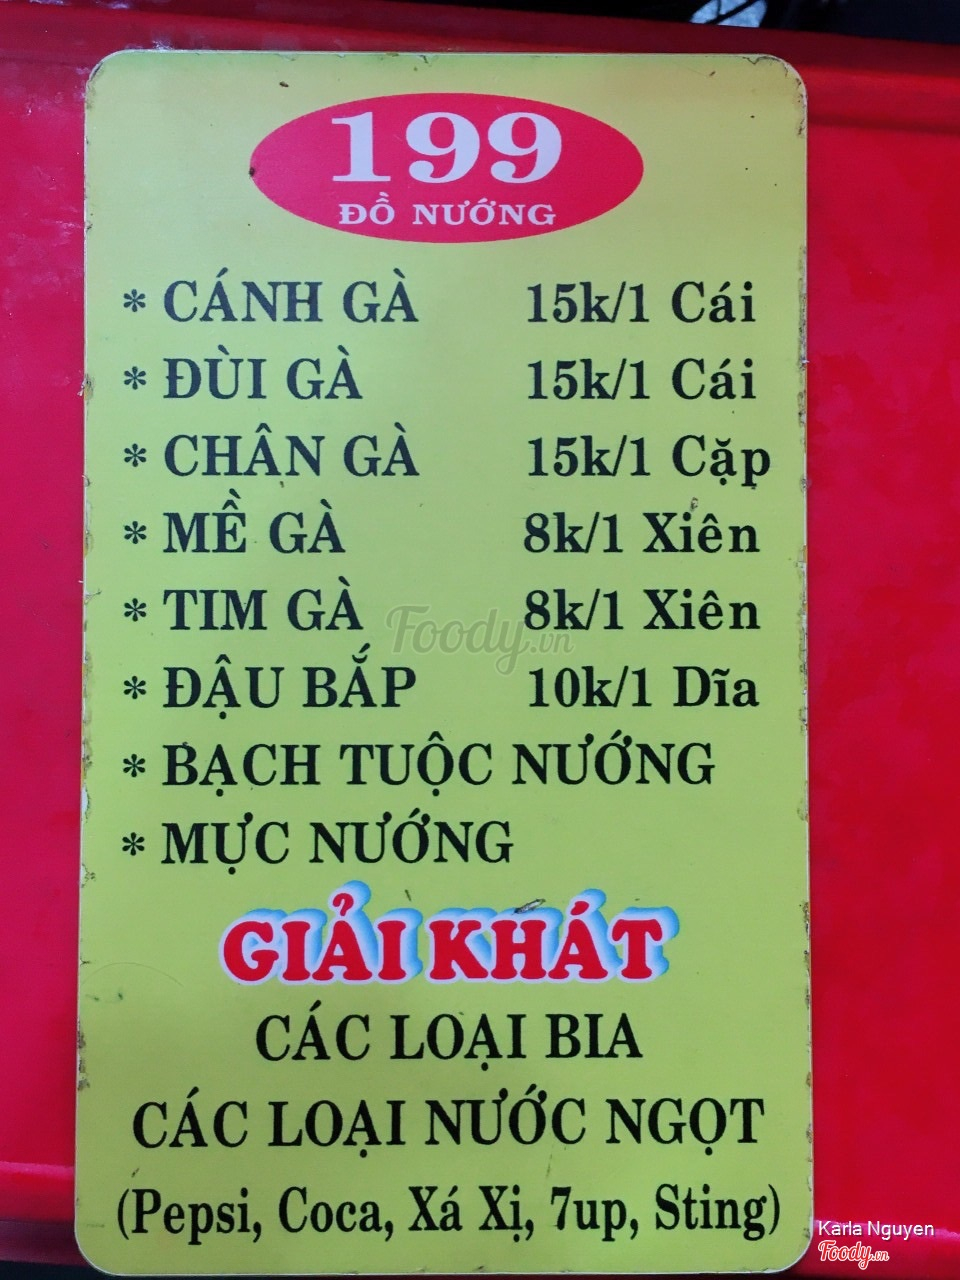 199
ĐỒ NƯỚNG
* CÁNH GÀ 15k/1 Cái
* ĐÙI GÀ 15k/1 Cái
* CHÂN GÀ 15k/1 Cặp
* MỀ GÀ 8k/1 Xiên
* TIM GÀ 8k/1 Xiên
Foody.vn
* ĐẬU BẮP 10k/1 Dĩa
* BẠCH TUỘC NƯỚNG
* MỰC NƯỚNG
GIẢI KHÁT
CÁC LOẠI BIA
CÁC LOẠI NƯỚC NGỌT
(Pepsi, Coca, Xá Xị, 7up, Sting)
Karla Nguyen
Foody.vn